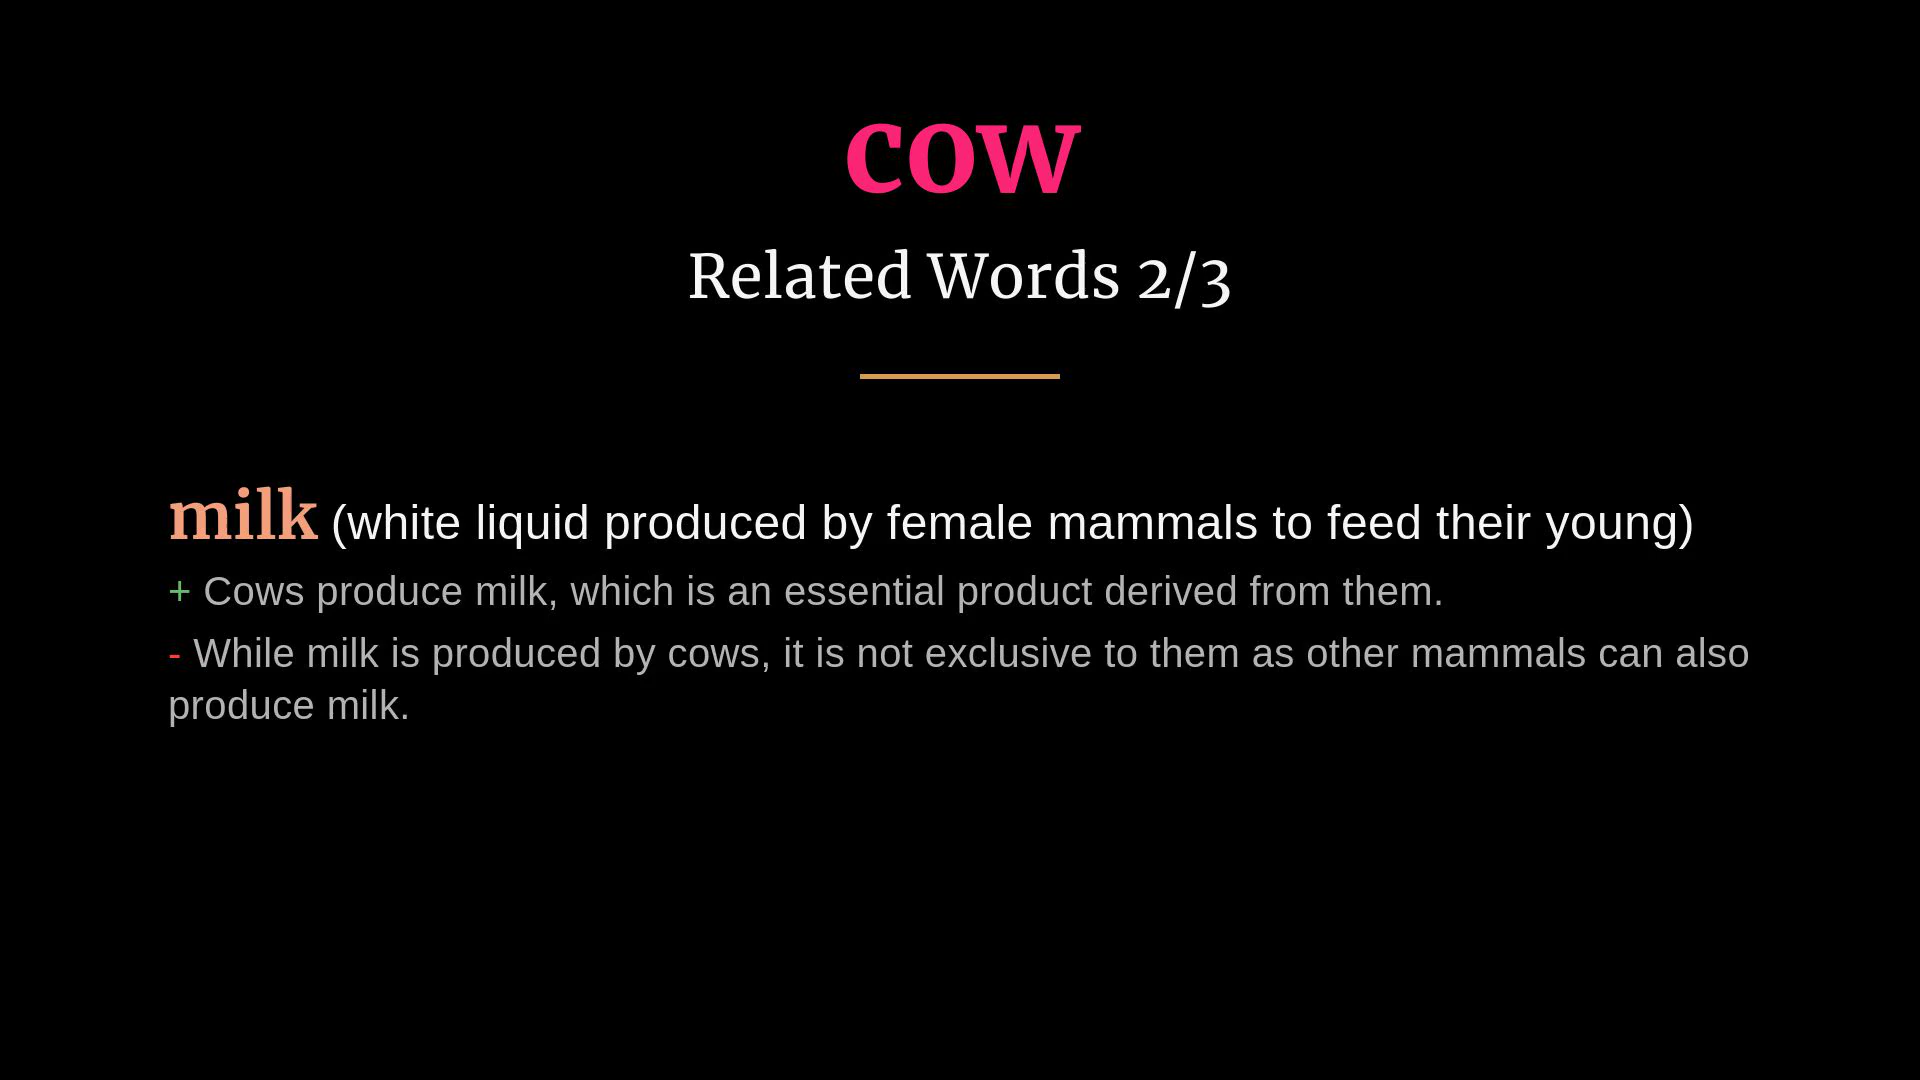 cow
Related Words 2/3
milk (white liquid produced by female mammals to feed their young)
+ Cows produce milk, which is an essential product derived from them.
- While milk is produced by cows, it is not exclusive to them as other mammals can also
produce milk.